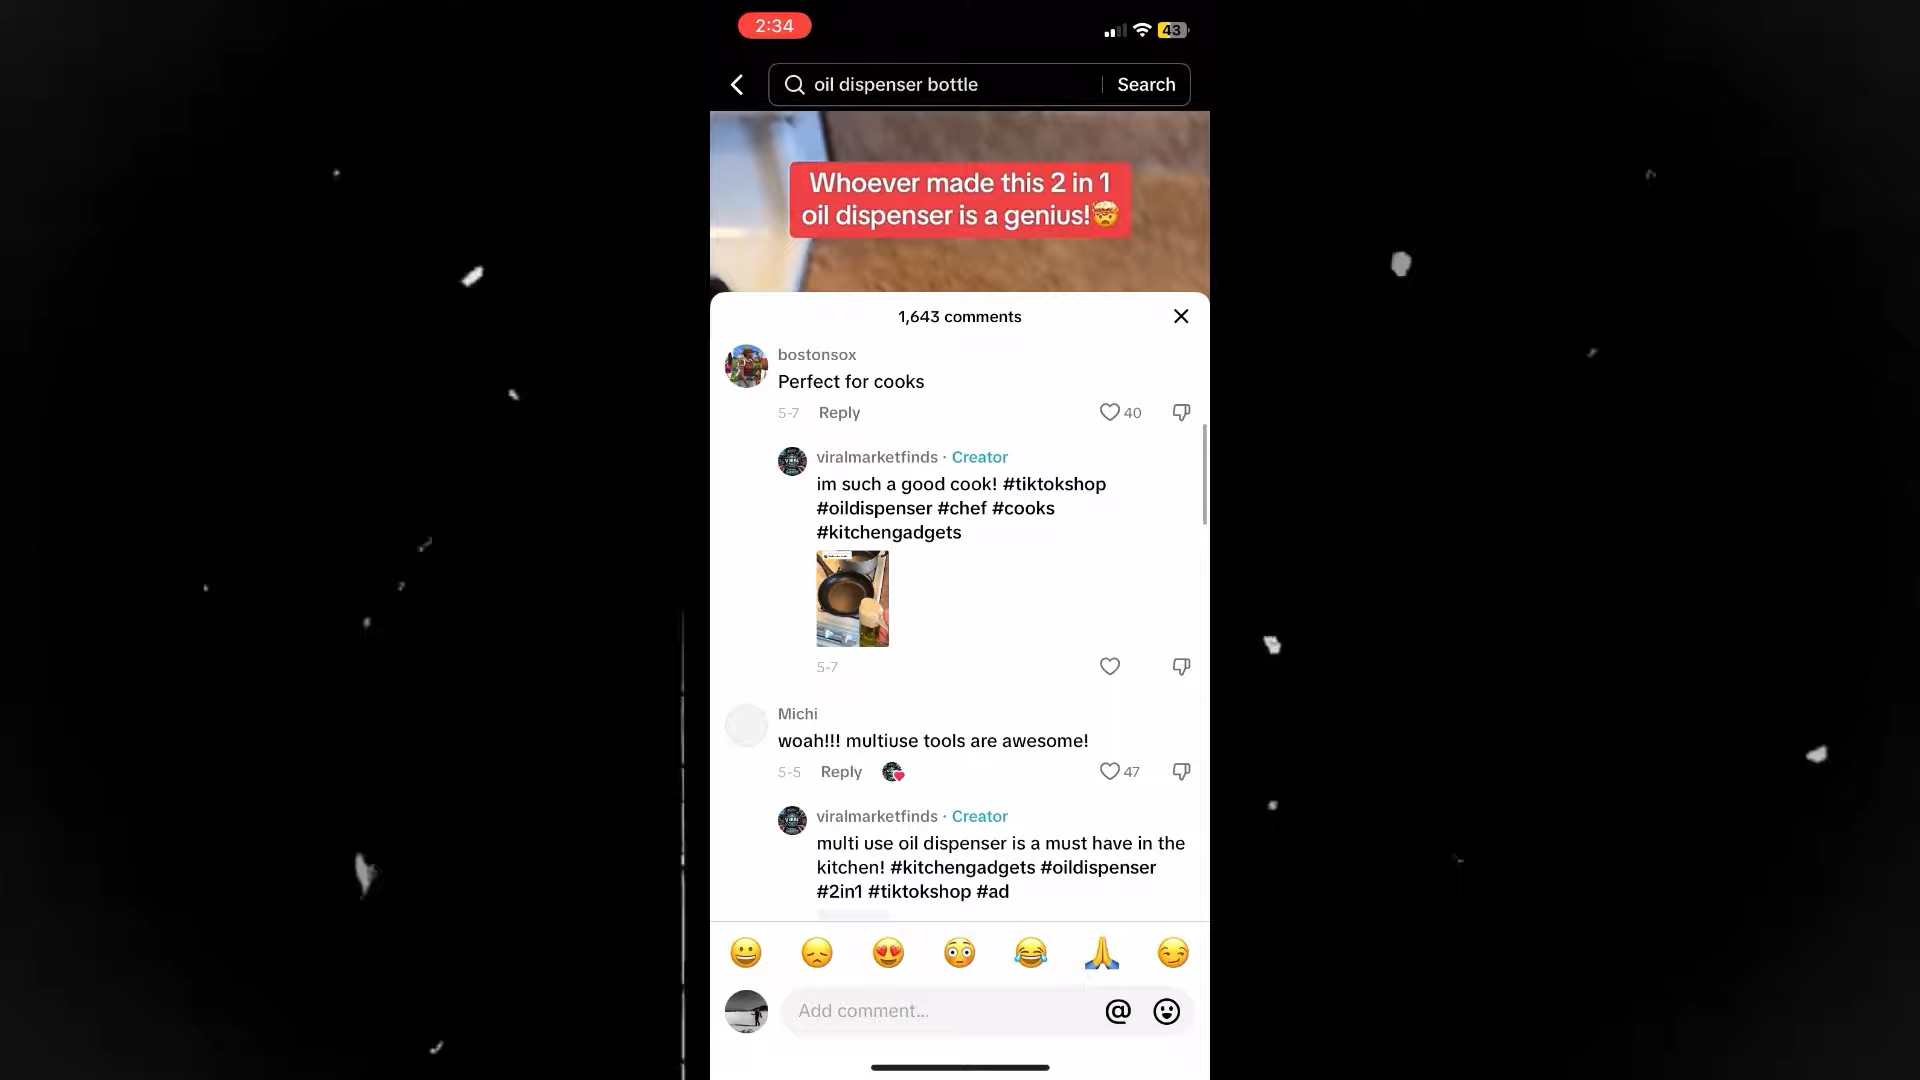 2:34
43
oil dispenser bottle
Search
Whoever made this 2 in 1
oil dispenser is a genius!🤯
1,643 comments
bostonsox
Perfect for cooks
5-7 Reply 40
viralmarketfinds · Creator
im such a good cook! #tiktokshop
#oildispenser #chef #cooks
#kitchengadgets
5-7
Michi
woah!!! multiuse tools are awesome!
5-5 Reply 47
viralmarketfinds · Creator
multi use oil dispenser is a must have in the
kitchen! #kitchengadgets #oildispenser
#2in1 #tiktokshop #ad
Add comment...
@